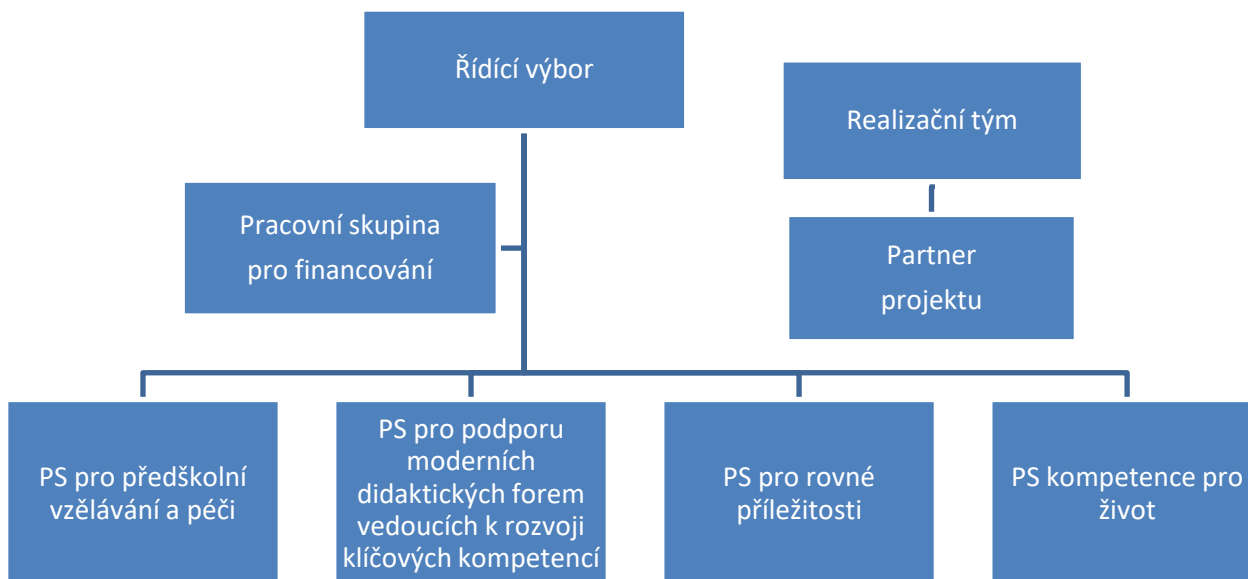 Řídící výbor
Realizační tým
Pracovní skupina
pro financování
Partner
projektu
PS pro předškolní
vzělávání a péči
PS pro podporu
moderních
didaktických forem
vedoucích k rozvoji
klíčových kompetencí
PS pro rovné
příležitosti
PS kompetence pro
život